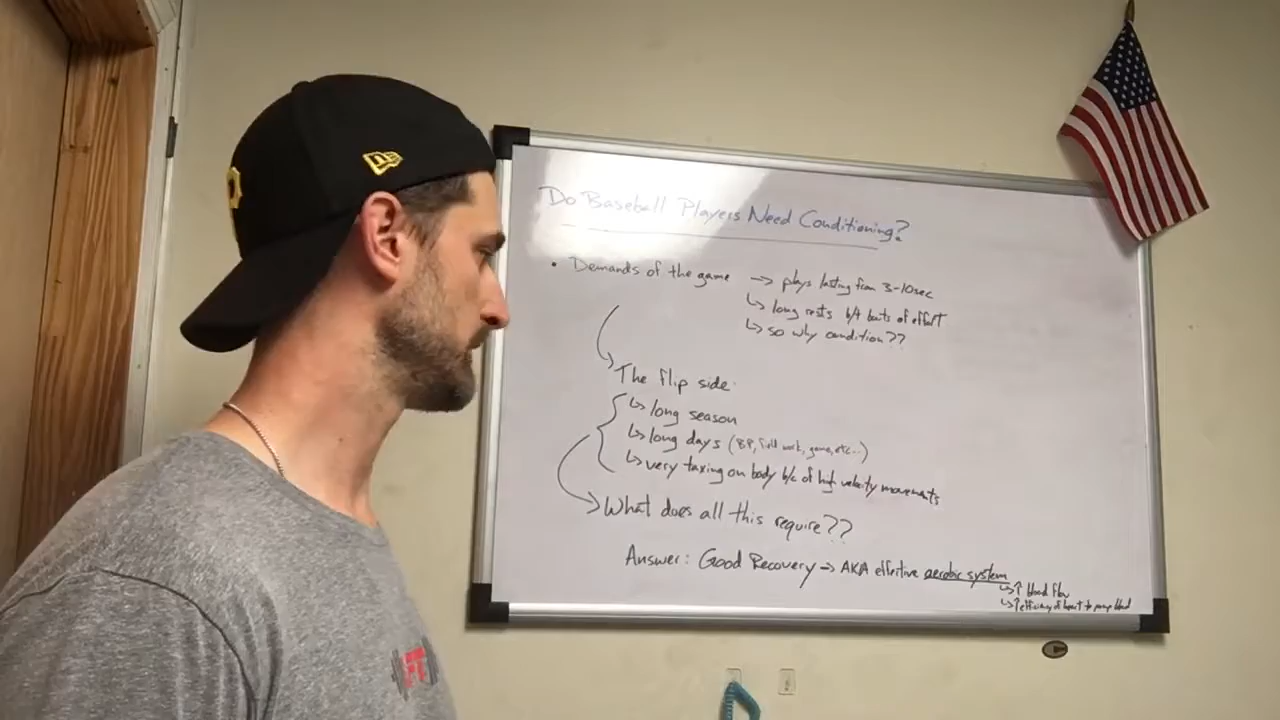 Do Baseball Players Need Conditioning?
• Demands of the game → plays lasting from 3-10sec
↳ long rests b/t bouts of effort
↳ so why condition??
The flip side:
↳ long season
↳ long days (BP, field work, game, etc...)
↳ very taxing on body b/c of high velocity movements
What does all this require??
Answer: Good Recovery → AKA effective aerobic system
↳ ↑ blood flow
↳ ↑ efficiency of heart to pump blood